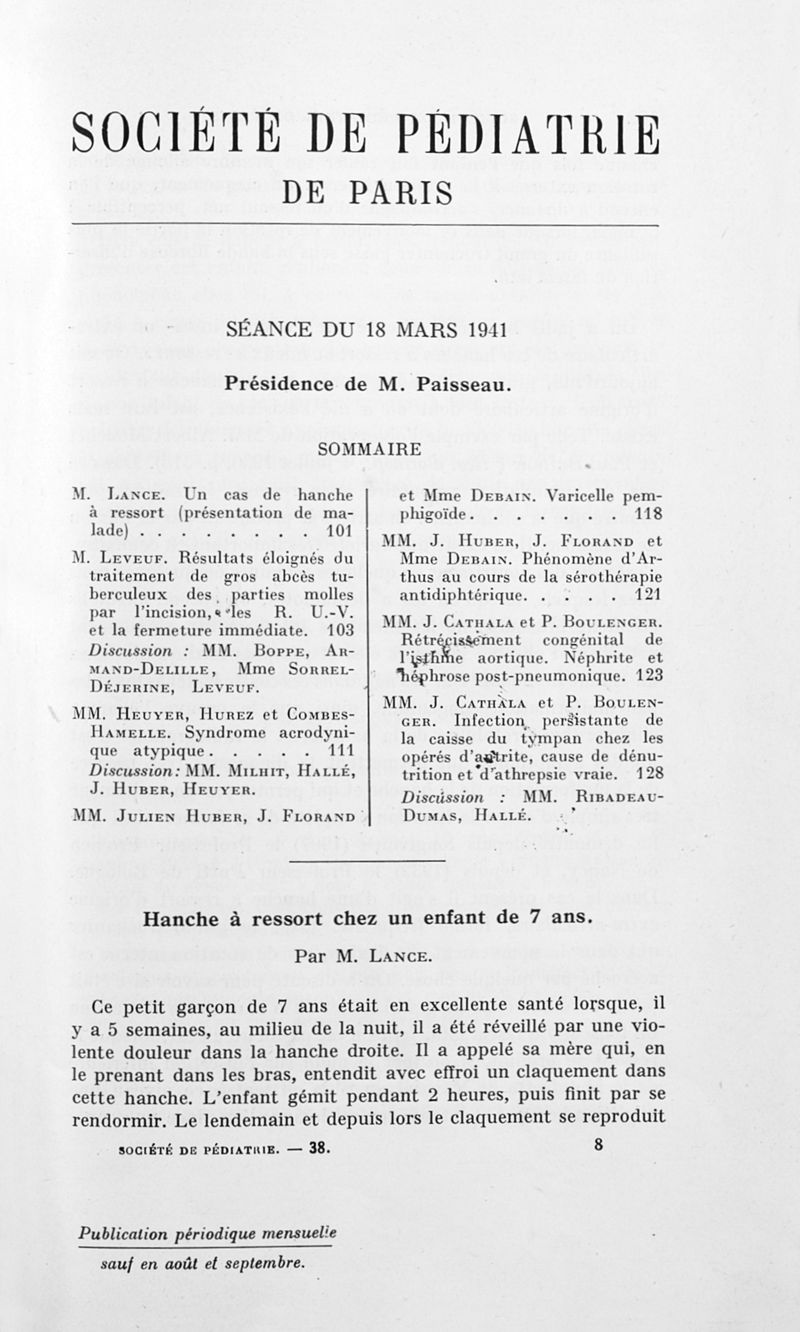 SOCIÉTÉ DE PÉDIATRIE
DE PARIS
SÉANCE DU 18 MARS 1941
Présidence de M. Paisseau.
SOMMAIRE
M. LANCE. Un cas de hanche
à ressort (présentation de ma-
lade) . . . . . . . . 101
M. LEVEUF. Résultats éloignés du
traitement de gros abcès tu-
berculeux des parties molles
par l'incision, les R. U.-V.
et la fermeture immédiate. 103
Discussion : MM. BOPPE, AR-
MAND-DELILLE, Mme SORREL-
DÉJERINE, LEVEUF.
MM. HEUYER, HUREZ et COMBES-
HAMELLE. Syndrome acrodyni-
que atypique . . . . . 111
Discussion : MM. MILHIT, HALLÉ,
J. HUBER, HEUYER.
MM. JULIEN HUBER, J. FLORAND
et Mme DEBAIN. Varicelle pem-
phigoïde . . . . . . . 118
MM. J. HUBER, J. FLORAND et
Mme DEBAIN. Phénomène d'Ar-
thus au cours de la sérothérapie
antidiphtérique. . . . . 121
MM. J. CATHALA et P. BOULENGER.
Rétrécissement congénital de
l'isthme aortique. Néphrite et
néphrose post-pneumonique. 123
MM. J. CATHALA et P. BOULEN-
GER. Infection persistante de
la caisse du tympan chez les
opérés d'antrite, cause de dénu-
trition et d'athrepsie vraie. 128
Discussion : MM. RIBADEAU-
DUMAS, HALLÉ.
Hanche à ressort chez un enfant de 7 ans.
Par M. LANCE.
Ce petit garçon de 7 ans était en excellente santé lorsque, il
y a 5 semaines, au milieu de la nuit, il a été réveillé par une vio-
lente douleur dans la hanche droite. Il a appelé sa mère qui, en
le prenant dans les bras, entendit avec effroi un claquement dans
cette hanche. L'enfant gémit pendant 2 heures, puis finit par se
rendormir. Le lendemain et depuis lors le claquement se reproduit
SOCIÉTÉ DE PÉDIATRIE. — 38. 8
Publication périodique mensuelle
sauf en août et septembre.